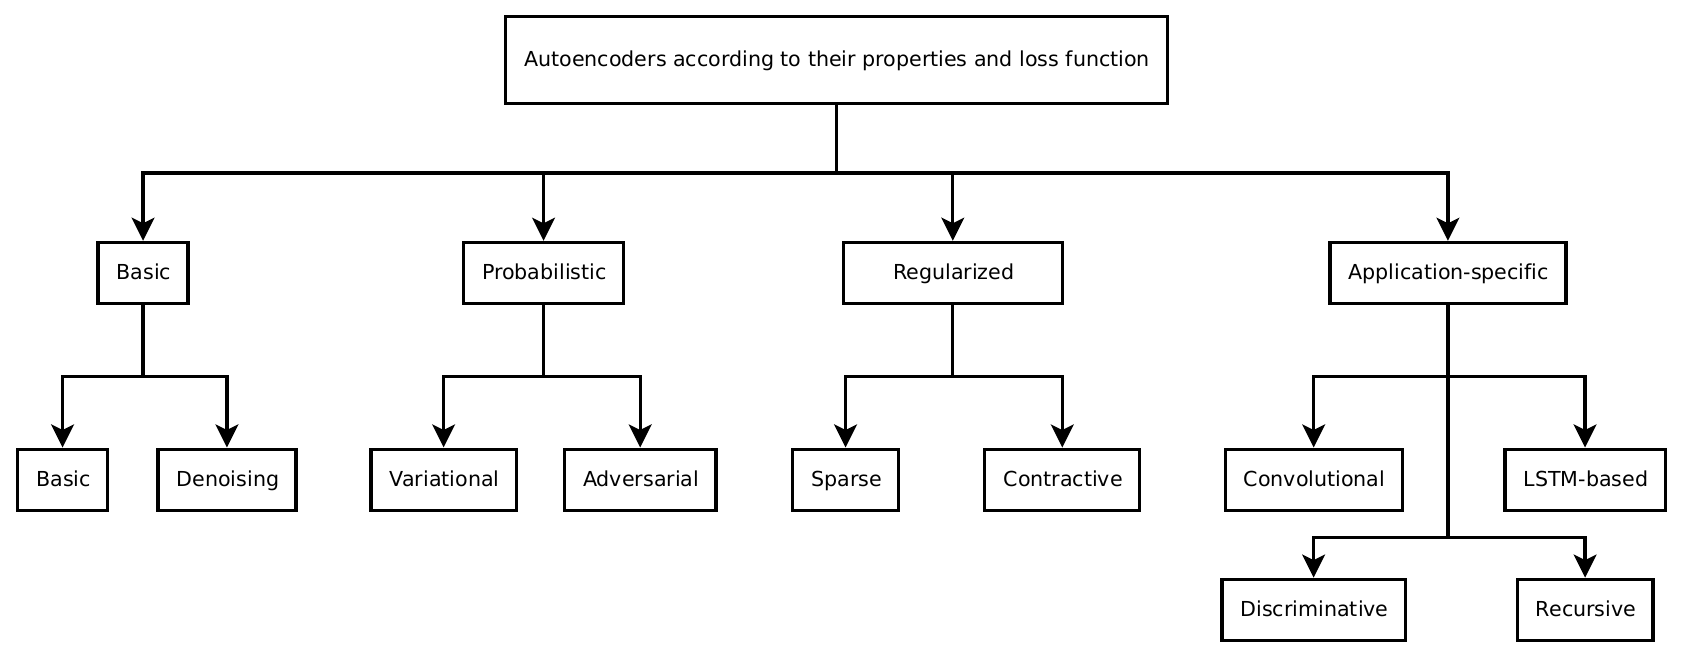 Autoencoders according to their properties and loss function
Basic
Probabilistic
Regularized
Application-specific
Basic
Denoising
Variational
Adversarial
Sparse
Contractive
Convolutional
LSTM-based
Discriminative
Recursive